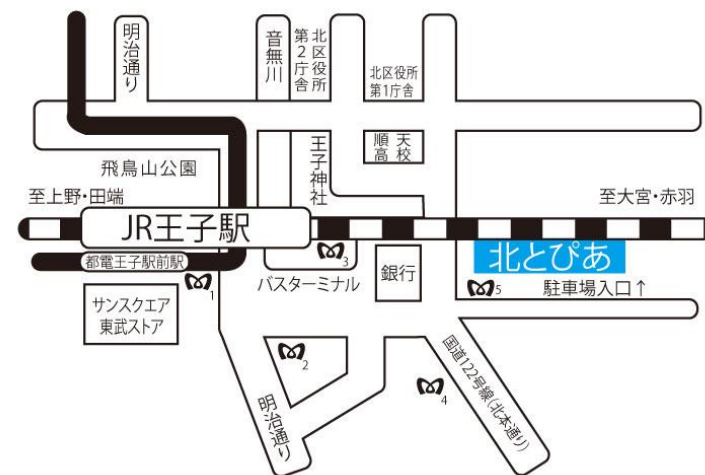 明治通り
音無川
北区役所
第2庁舎
北区役所
第1庁舎
順天
高校
王子神社
飛鳥山公園
至上野・田端
至大宮・赤羽
JR王子駅
都電王子駅前駅
3
北とぴあ
銀行
バスターミナル
1
5
駐車場入口↑
サンスクエア
東武ストア
2
4
国道122号線(北本通り)
明治通り